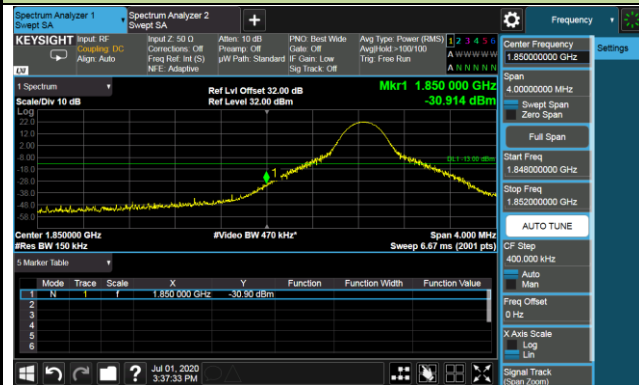 Spectrum Analyzer 1
Swept SA
Spectrum Analyzer 2
Swept SA
+
Frequency
KEYSIGHT
Input: RF
Coupling: DC
Align: Auto
Input Z: 50 Ω
Corrections: Off
Freq Ref: Int (S)
NFE: Adaptive
Atten: 10 dB
Preamp: Off
µW Path: Standard
PNO: Best Wide
Gate: Off
IF Gain: Low
Sig Track: Off
Avg Type: Power (RMS)
Avg|Hold:>100/100
Trig: Free Run
1 2 3 4 5 6
A W W W W W
A N N N N N
LXI
Center Frequency
1.850000000 GHz
Settings
Span
4.00000000 MHz
Swept Span
Zero Span
Full Span
Start Freq
1.848000000 GHz
Stop Freq
1.852000000 GHz
AUTO TUNE
CF Step
400.000 kHz
Auto
Man
Freq Offset
0 Hz
X Axis Scale
Log
Lin
Signal Track
(Span Zoom)
1 Spectrum
Scale/Div 10 dB
Log
Ref Lvl Offset 32.00 dB
Ref Level 32.00 dBm
Mkr1 1.850 000 GHz
-30.914 dBm
22.0
12.0
2.00
-8.00
-18.0
-28.0
-38.0
-48.0
-58.0
DL1 -13.00 dBm
1
Center 1.850000 GHz
#Res BW 150 kHz
#Video BW 470 kHz*
Span 4.000 MHz
Sweep 6.67 ms (2001 pts)
5 Marker Table
Mode Trace Scale X Y Function Function Width Function Value
1 N 1 f 1.850 000 GHz -30.90 dBm
2
3
4
5
6
?
Jul 01, 2020
3:37:33 PM